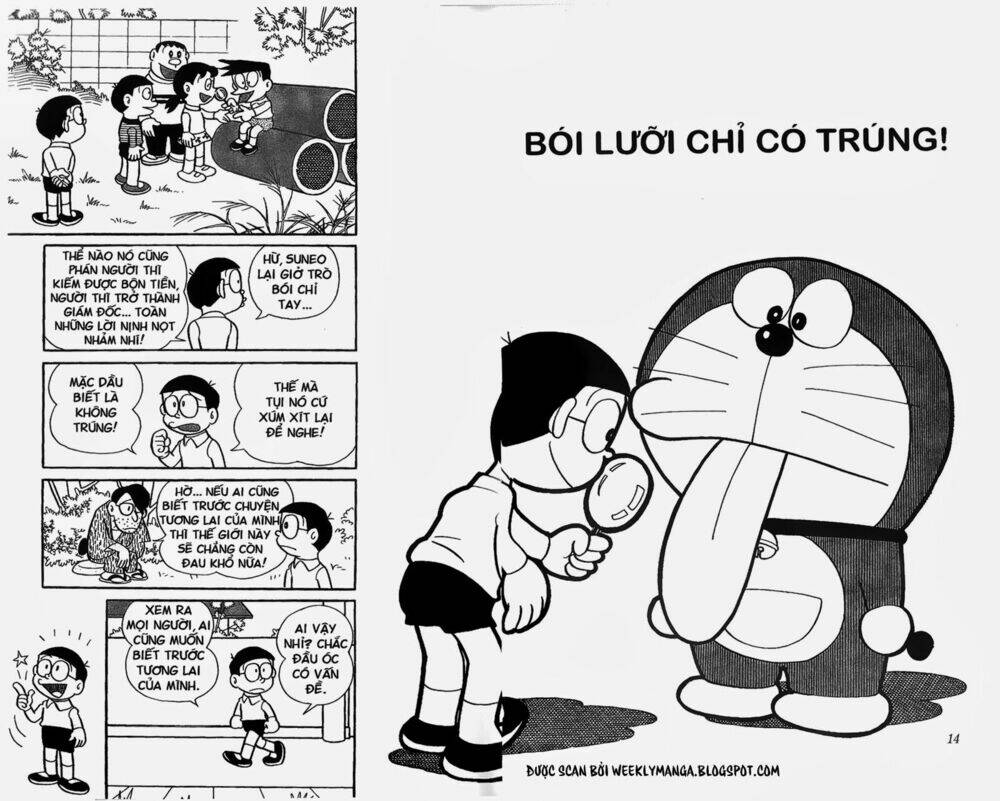 BÓI LƯỠI CHỈ CÓ TRÚNG!
14
ĐƯỢC SCAN BỞI WEEKLYMANGA.BLOGSPOT.COM
HỪ, SUNEO
LẠI GIỞ TRÒ
BÓI CHỈ
TAY...
THỂ NÀO NÓ CŨNG
PHÁN NGƯỜI THÌ
KIẾM ĐƯỢC BỘN TIỀN,
NGƯỜI THÌ TRỞ THÀNH
GIÁM ĐỐC... TOÀN
NHỮNG LỜI NỊNH NỌT
NHẢM NHÍ!
THẾ MÀ
TỤI NÓ CỨ
XÚM XÍT LẠI
ĐỂ NGHE!
MẶC DẦU
BIẾT LÀ
KHÔNG
TRÚNG!
HỜ... NẾU AI CŨNG
BIẾT TRƯỚC CHUYỆN
TƯƠNG LAI CỦA MÌNH
THÌ THẾ GIỚI NÀY
SẼ CHẲNG CÒN
ĐAU KHỔ NỮA!
AI VẬY
NHỈ? CHẮC
ĐẦU ÓC
CÓ VẤN
ĐỀ.
XEM RA
MỌI NGƯỜI, AI
CŨNG MUỐN
BIẾT TRƯỚC
TƯƠNG LAI
CỦA MÌNH.